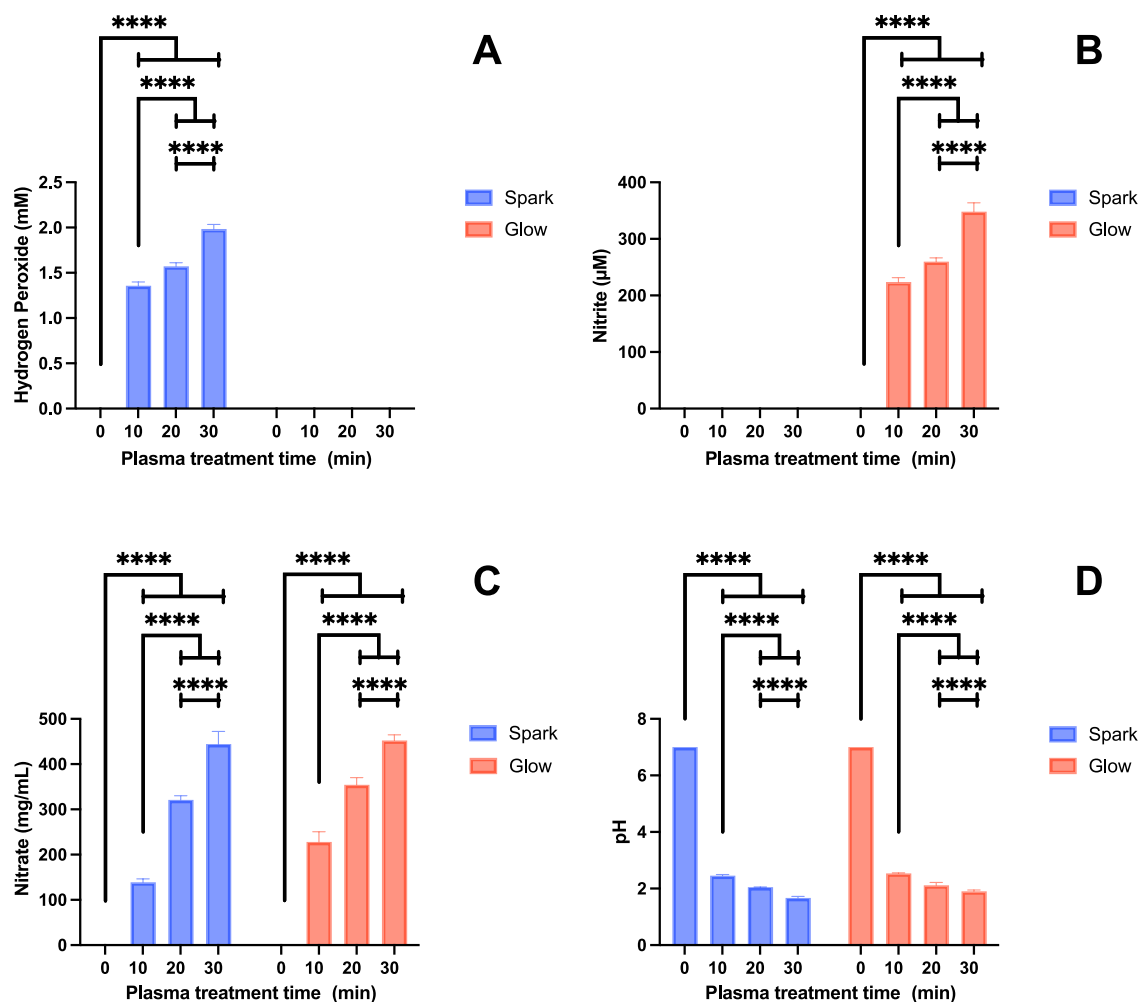 ****
A
****
****
Hydrogen Peroxide (mM)
2.5
2.0
1.5
1.0
0.5
0.0
0 10 20 30 0 10 20 30
Plasma treatment time (min)
Spark
Glow
****
B
****
****
Nitrite (µM)
400
300
200
100
0
0 10 20 30 0 10 20 30
Plasma treatment time (min)
Spark
Glow
**** ****
C
**** ****
**** ****
Nitrate (mg/mL)
500
400
300
200
100
0
0 10 20 30 0 10 20 30
Plasma treatment time (min)
Spark
Glow
**** ****
D
**** ****
**** ****
pH
8
6
4
2
0
0 10 20 30 0 10 20 30
Plasma treatment time (min)
Spark
Glow